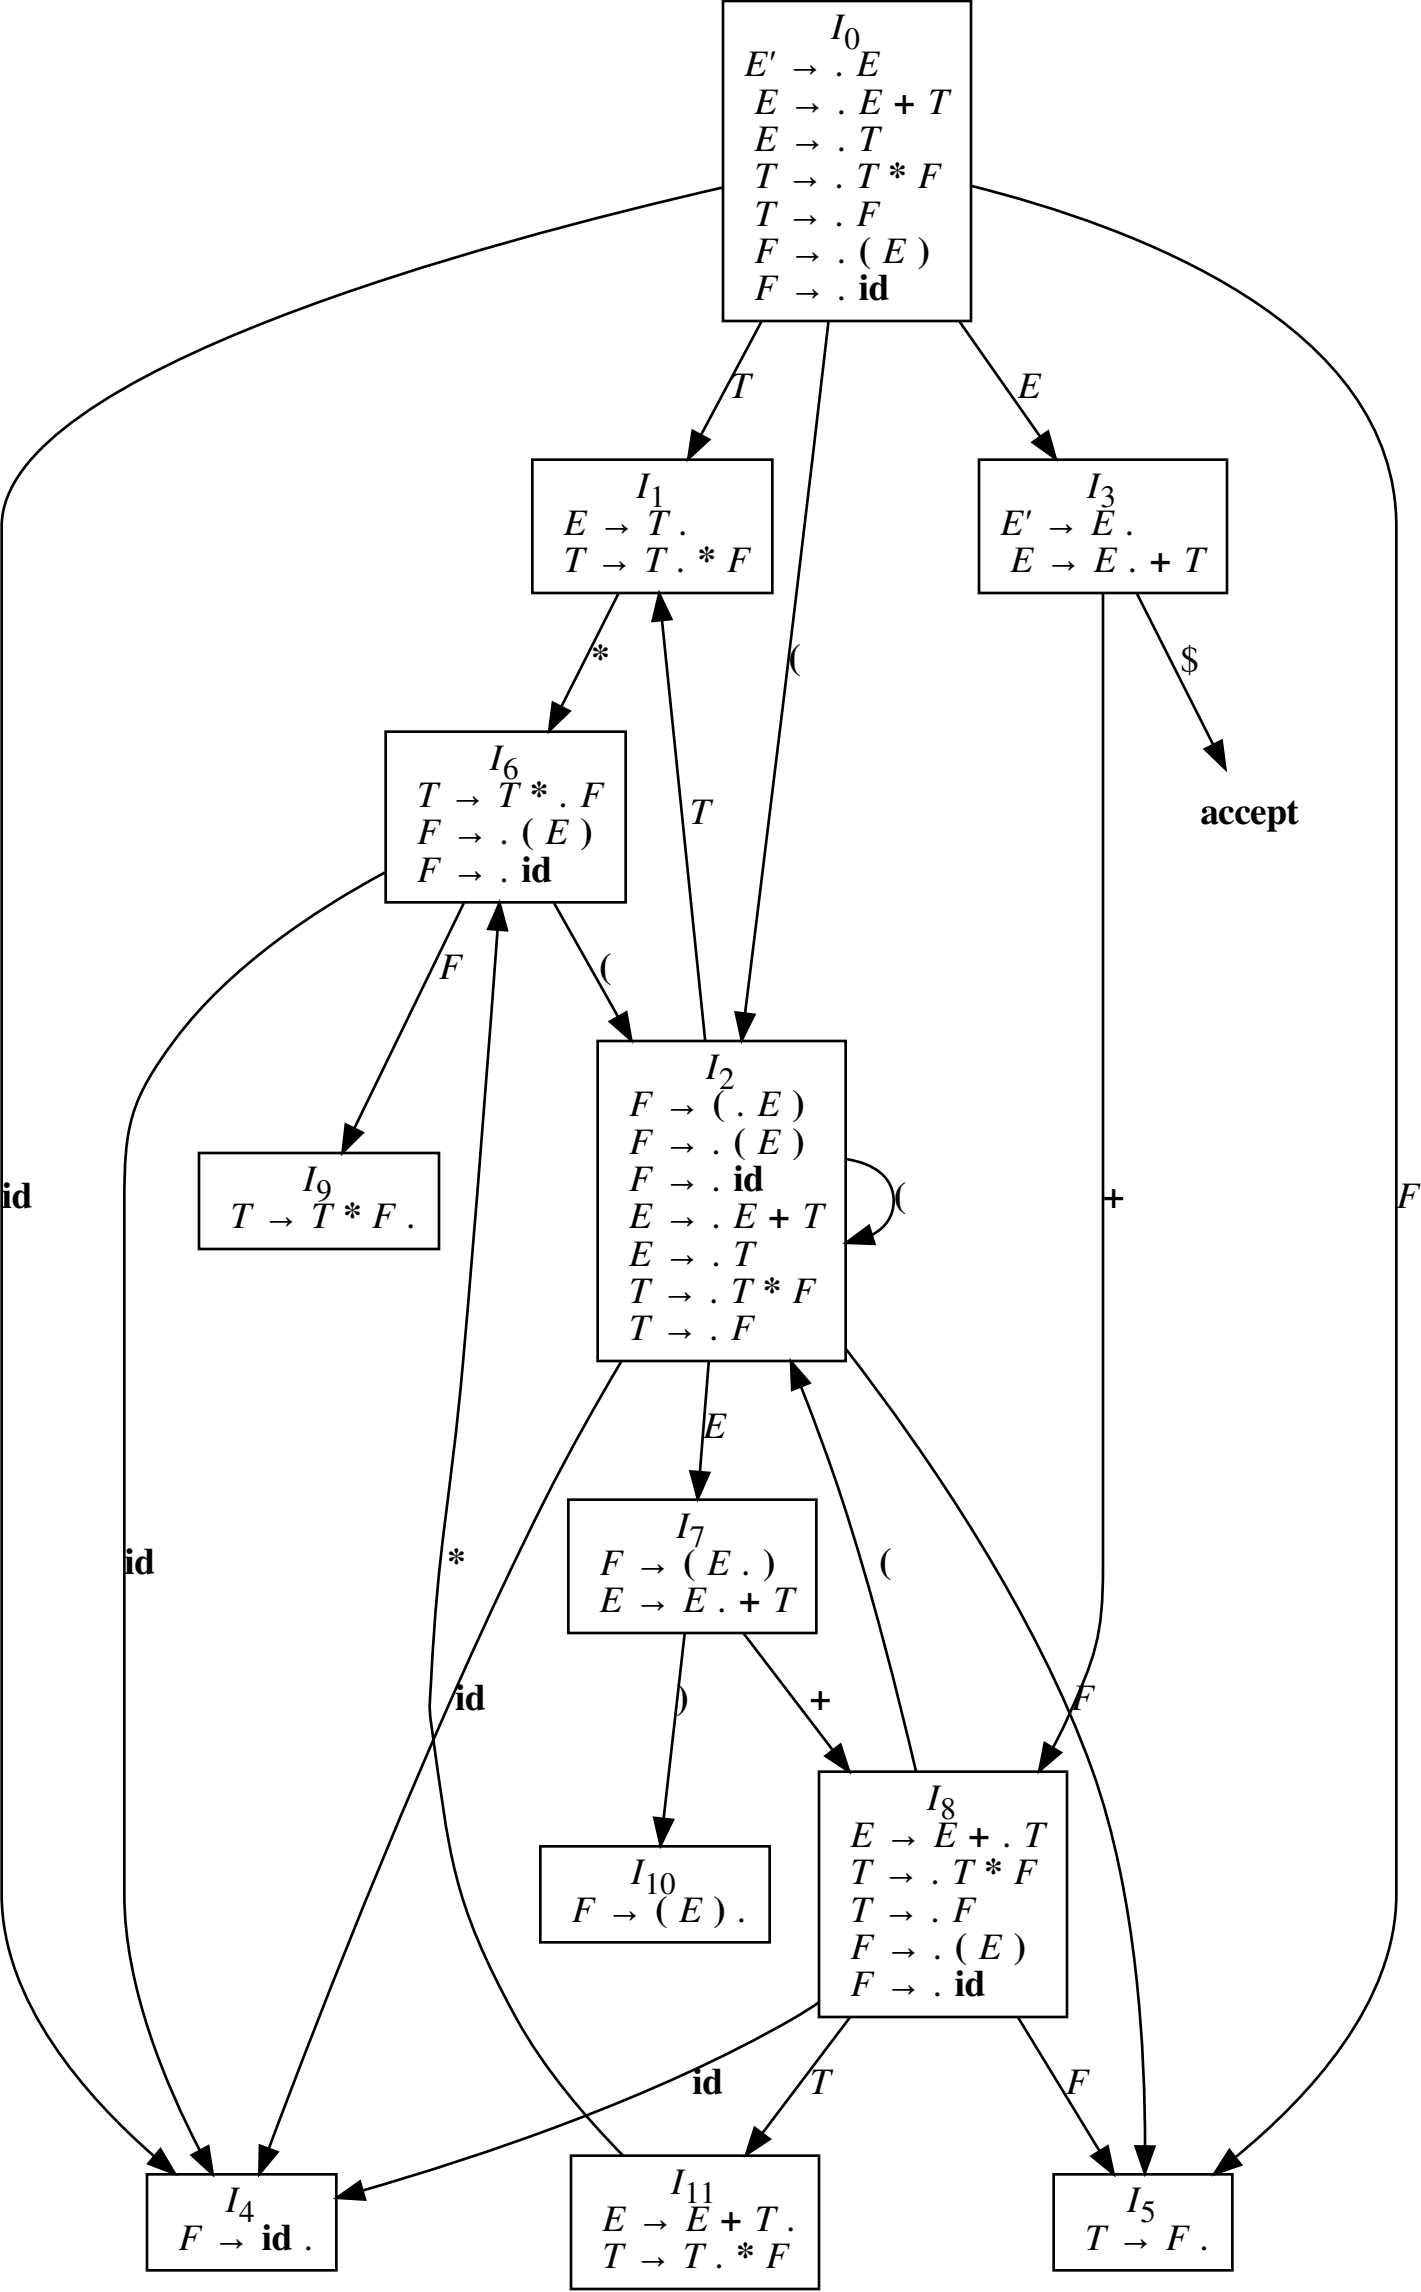 I0
E′ → . E
E → . E + T
E → . T
T → . T * F
T → . F
F → . ( E )
F → . id
T
E
I1
E → T .
T → T . * F
I3
E′ → E .
E → E . + T
*
(
$
I6
T → T * . F
F → . ( E )
F → . id
T
accept
F
(
I2
F → ( . E )
F → . ( E )
F → . id
E → . E + T
E → . T
T → . T * F
T → . F
I9
T → T * F .
id
(
+
F
E
I7
F → ( E . )
E → E . + T
id
*
(
id
)
+
F
I8
E → E + . T
T → . T * F
T → . F
F → . ( E )
F → . id
I10
F → ( E ) .
id
T
F
I4
F → id .
I11
E → E + T .
T → T . * F
I5
T → F .